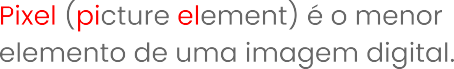 Pixel (picture element) é o menor
elemento de uma imagem digital.